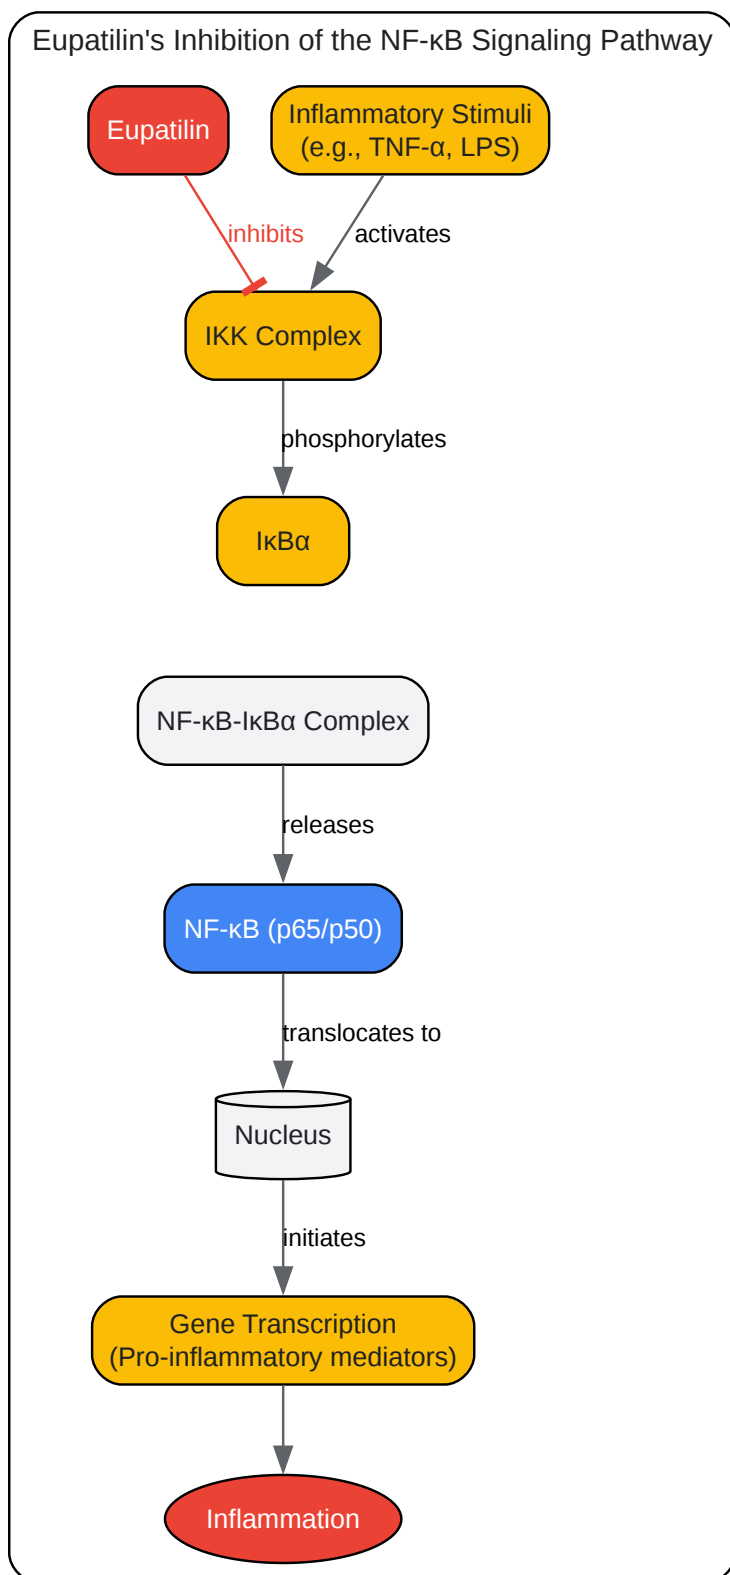 Eupatilin's Inhibition of the NF-κB Signaling Pathway
Eupatilin
Inflammatory Stimuli
(e.g., TNF-α, LPS)
inhibits
activates
IKK Complex
phosphorylates
IκBα
NF-κB-IκBα Complex
releases
NF-κB (p65/p50)
translocates to
Nucleus
initiates
Gene Transcription
(Pro-inflammatory mediators)
Inflammation